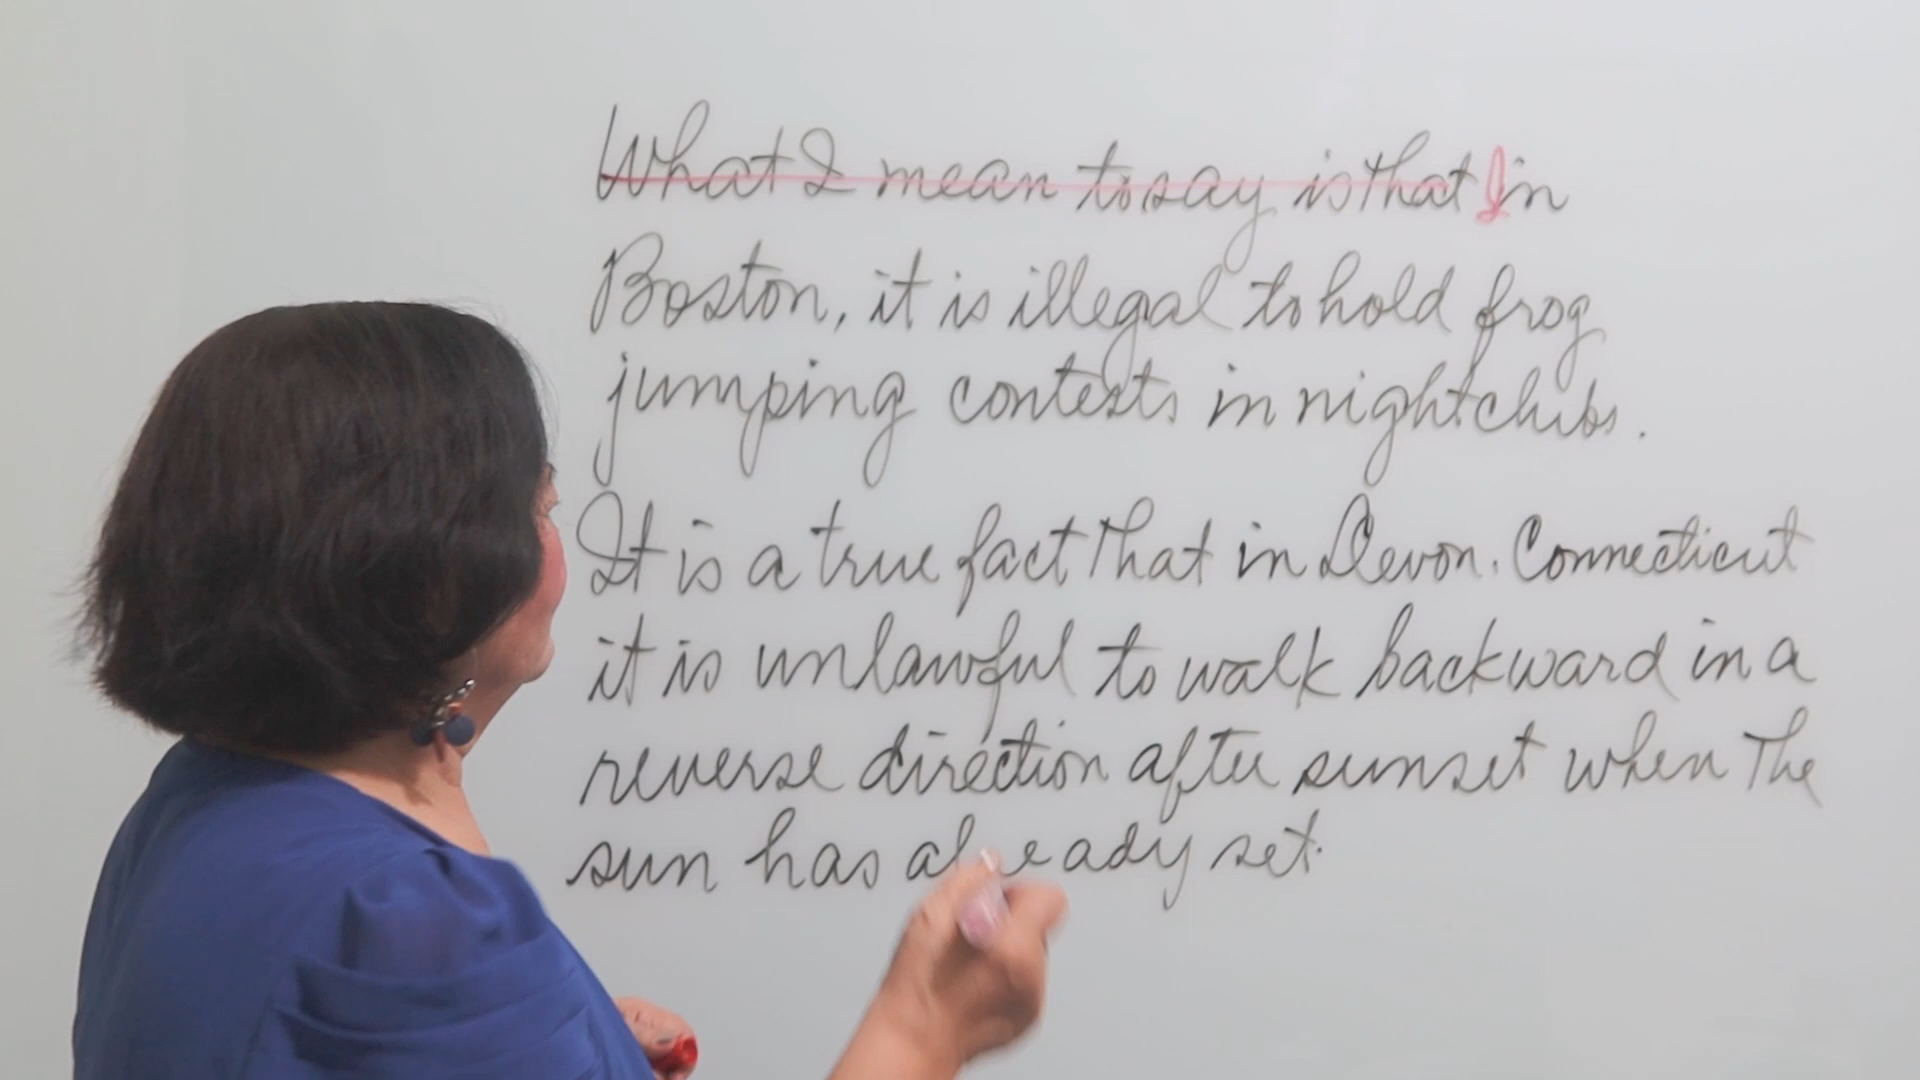 What I mean to say is that In
Boston, it is illegal to hold frog
jumping contests in nightclubs.
It is a true fact that in Devon, Connecticut
it is unlawful to walk backward in a
reverse direction after sunset when the
sun has already set.